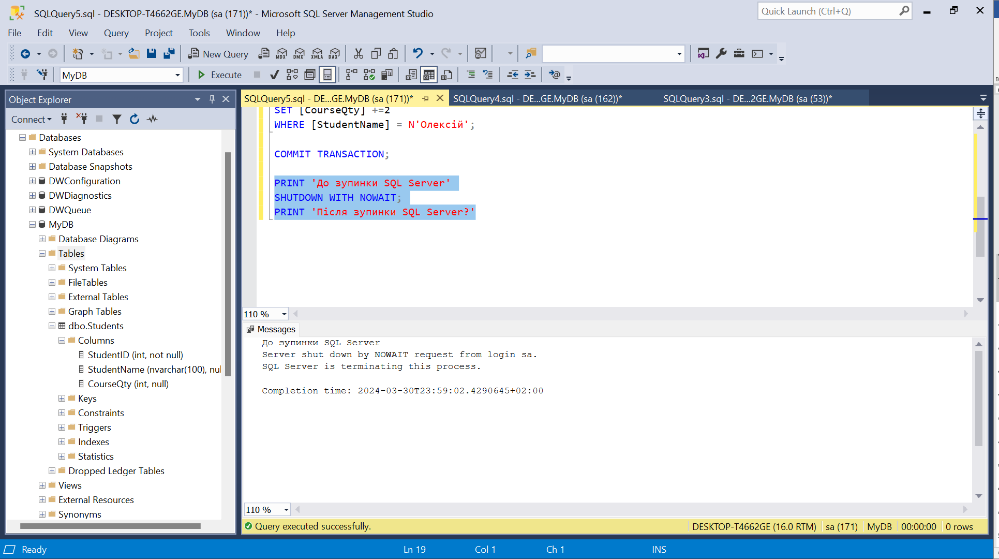 SQLQuery5.sql - DESKTOP-T4662GE.MyDB (sa (171))* - Microsoft SQL Server Management Studio
Quick Launch (Ctrl+Q)
File Edit View Query Project Tools Window Help
New Query MDX DMX XMLA DAX
MyDB Execute
Object Explorer
SQLQuery5.sql - DE...GE.MyDB (sa (171))* SQLQuery4.sql - DE...GE.MyDB (sa (162))* SQLQuery3.sql - DE...2GE.MyDB (sa (53))*
Connect
Databases
System Databases
Database Snapshots
DWConfiguration
DWDiagnostics
DWQueue
MyDB
Database Diagrams
Tables
System Tables
FileTables
External Tables
Graph Tables
dbo.Students
Columns
StudentID (int, not null)
StudentName (nvarchar(100), nul
CourseQty (int, null)
Keys
Constraints
Triggers
Indexes
Statistics
Dropped Ledger Tables
Views
External Resources
Synonyms
SET [CourseQty] +=2
WHERE [StudentName] = N'Олексій';
COMMIT TRANSACTION;
PRINT 'До зупинки SQL Server'
SHUTDOWN WITH NOWAIT;
PRINT 'Після зупинки SQL Server?'
110 %
Messages
До зупинки SQL Server
Server shut down by NOWAIT request from login sa.
SQL Server is terminating this process.
Completion time: 2024-03-30T23:59:02.4290645+02:00
110 %
Query executed successfully. DESKTOP-T4662GE (16.0 RTM) sa (171) MyDB 00:00:00 0 rows
Ready Ln 19 Col 1 Ch 1 INS